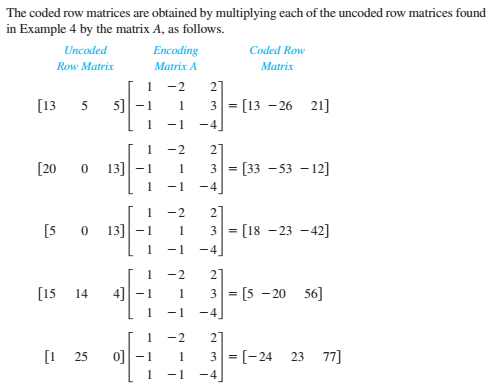 The coded row matrices are obtained by multiplying each of the uncoded row matrices found
in Example 4 by the matrix A, as follows.
Uncoded Encoding Coded Row
Row Matrix Matrix A Matrix
1 −2 2
[13 5 5] −1 1 3 = [13 −26 21]
1 −1 −4
1 −2 2
[20 0 13] −1 1 3 = [33 −53 −12]
1 −1 −4
1 −2 2
[5 0 13] −1 1 3 = [18 −23 −42]
1 −1 −4
1 −2 2
[15 14 4] −1 1 3 = [5 −20 56]
1 −1 −4
1 −2 2
[1 25 0] −1 1 3 = [−24 23 77]
1 −1 −4